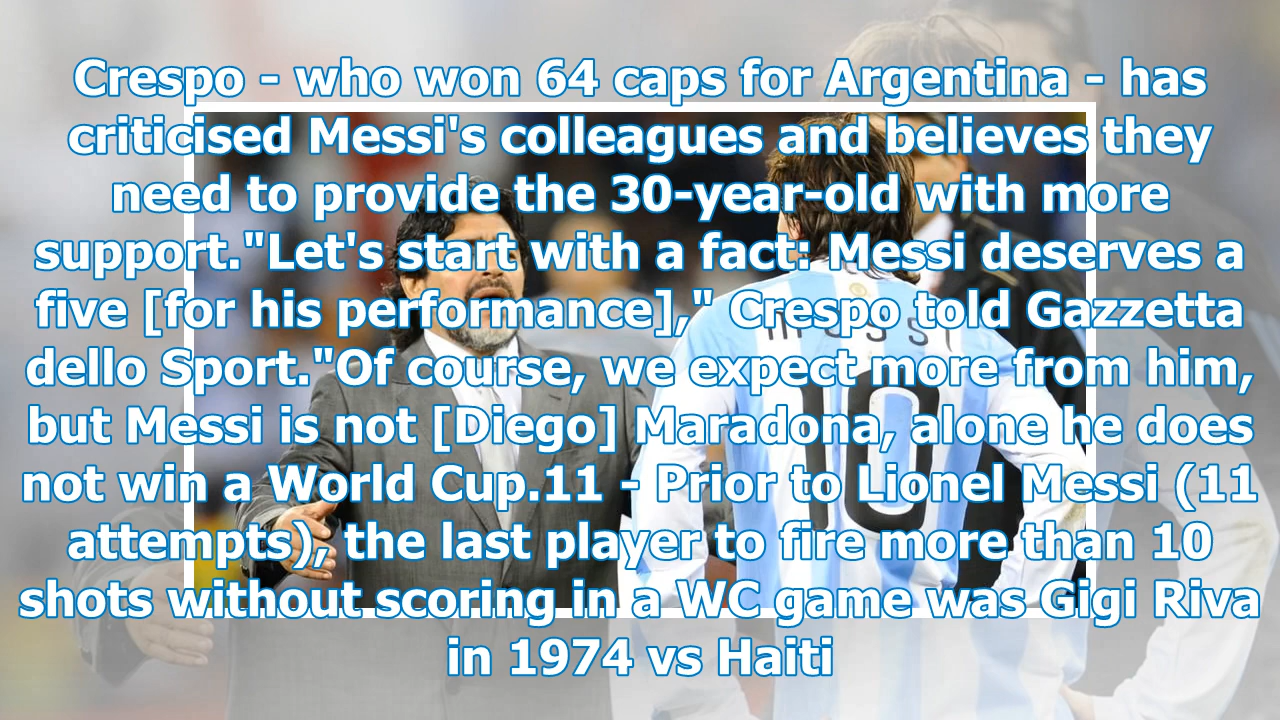 Crespo - who won 64 caps for Argentina - has
criticised Messi's colleagues and believes they
need to provide the 30-year-old with more
support."Let's start with a fact: Messi deserves a
five [for his performance]," Crespo told Gazzetta
dello Sport."Of course, we expect more from him,
but Messi is not [Diego] Maradona, alone he does
not win a World Cup.11 - Prior to Lionel Messi (11
attempts), the last player to fire more than 10
shots without scoring in a WC game was Gigi Riva
in 1974 vs Haiti
MESSI
10